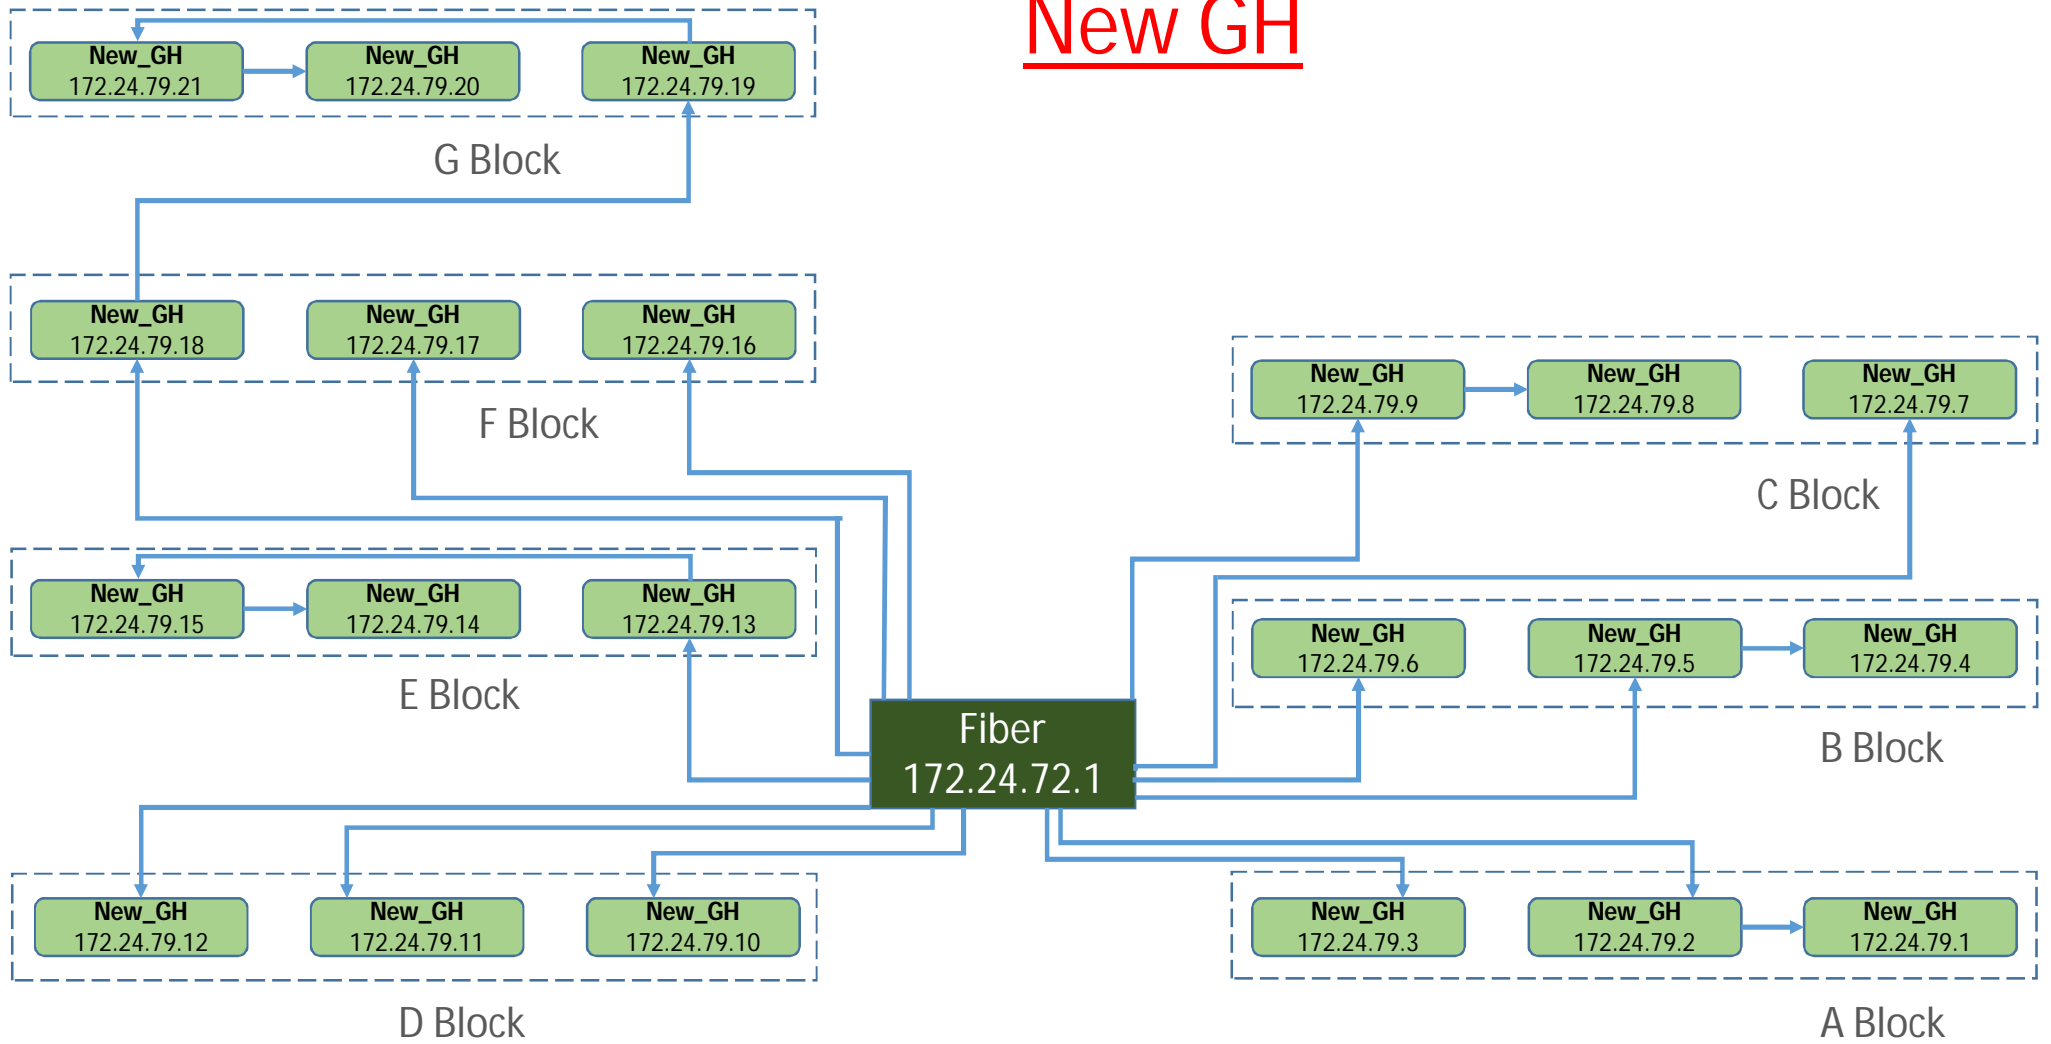 New GH
New_GH
172.24.79.21
New_GH
172.24.79.20
New_GH
172.24.79.19
G Block
New_GH
172.24.79.18
New_GH
172.24.79.17
New_GH
172.24.79.16
F Block
New_GH
172.24.79.9
New_GH
172.24.79.8
New_GH
172.24.79.7
C Block
New_GH
172.24.79.15
New_GH
172.24.79.14
New_GH
172.24.79.13
E Block
New_GH
172.24.79.6
New_GH
172.24.79.5
New_GH
172.24.79.4
B Block
Fiber
172.24.72.1
New_GH
172.24.79.12
New_GH
172.24.79.11
New_GH
172.24.79.10
D Block
New_GH
172.24.79.3
New_GH
172.24.79.2
New_GH
172.24.79.1
A Block